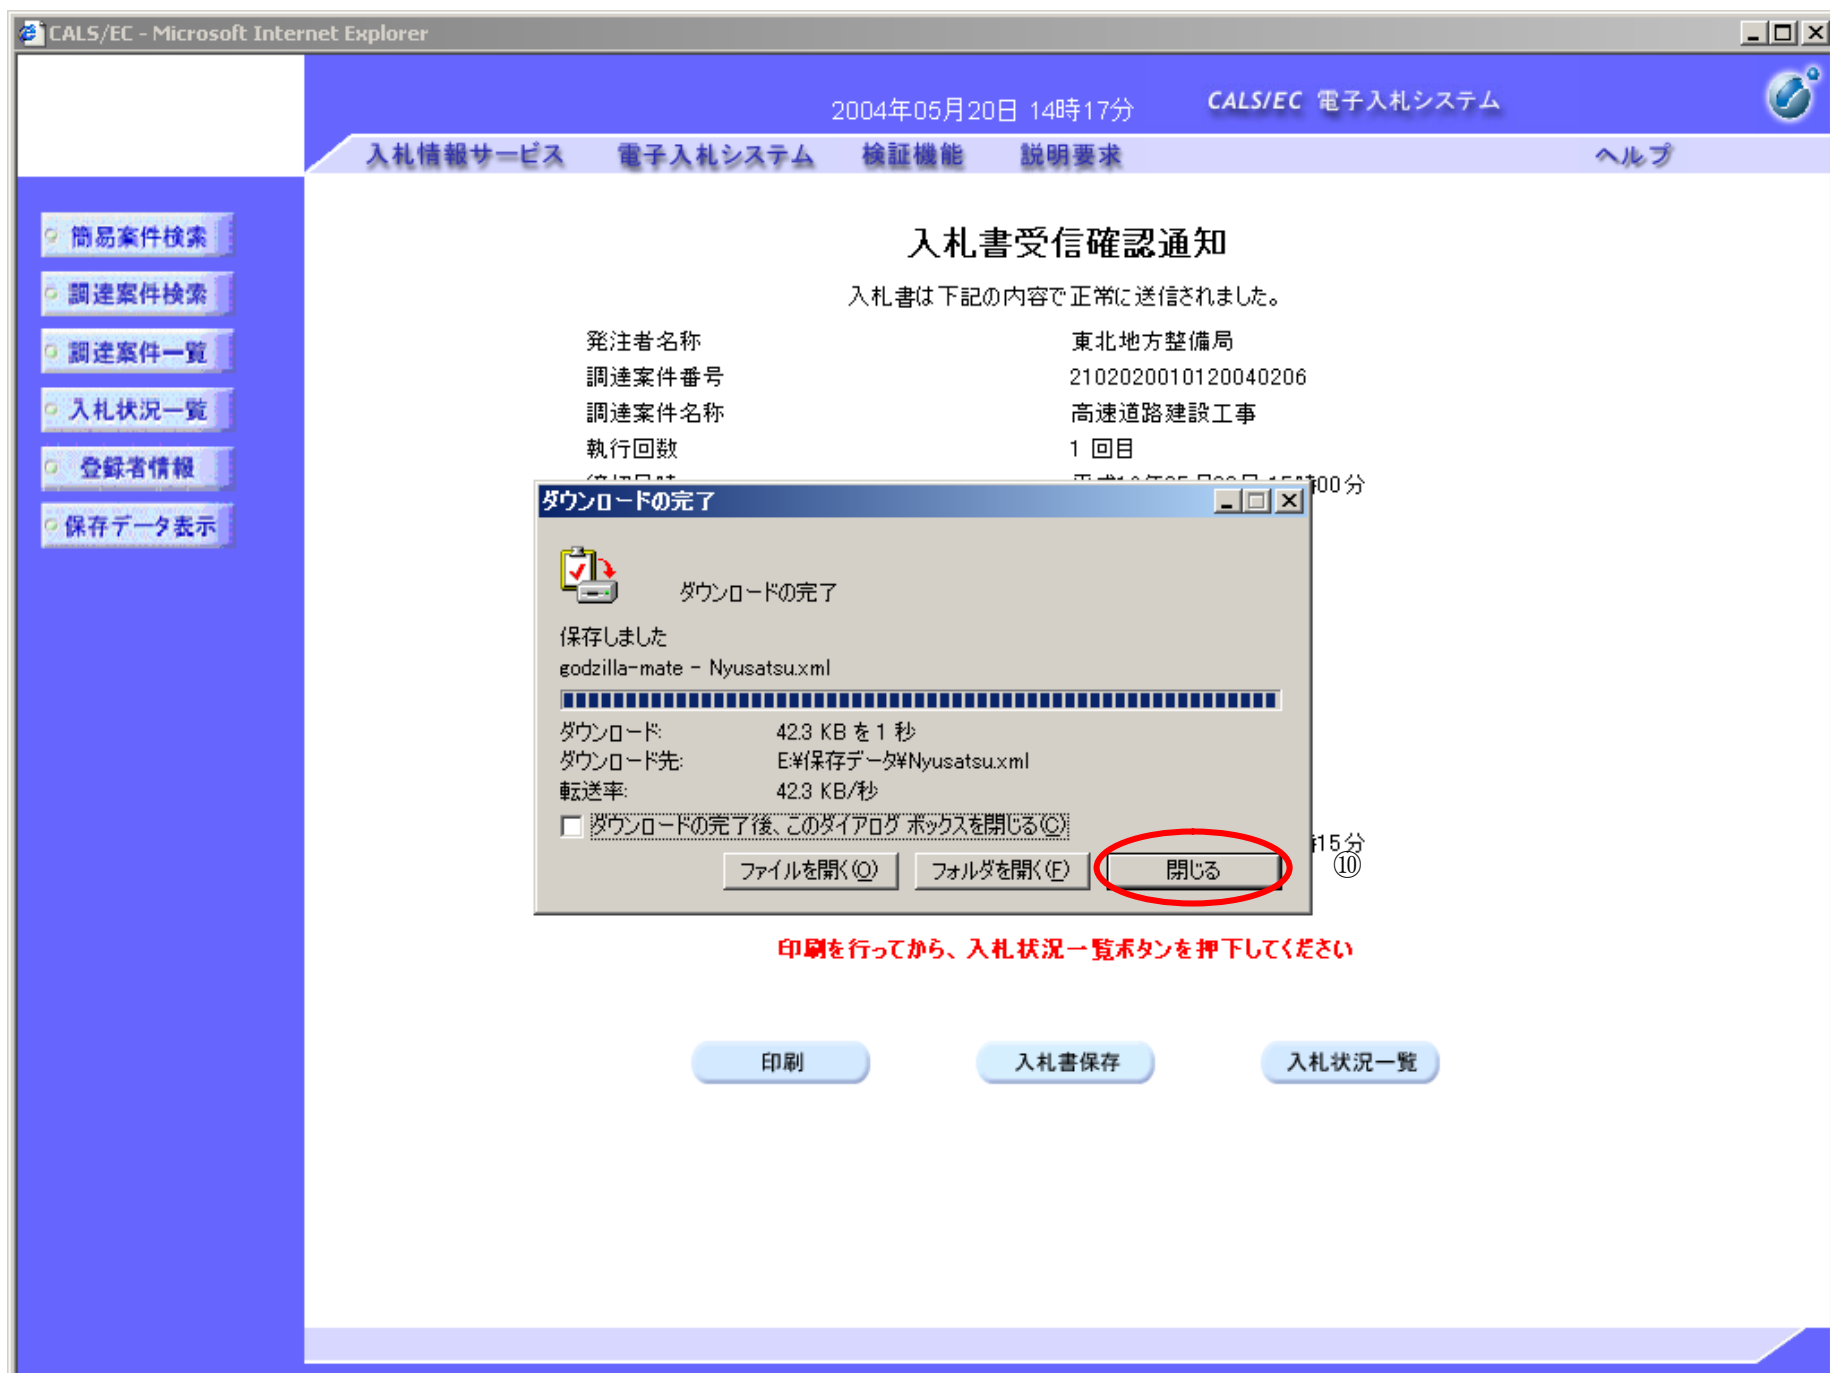 CALS/EC - Microsoft Internet Explorer
2004年05月20日 14時17分
CALS/EC 電子入札システム
入札情報サービス 電子入札システム 検証機能 説明要求 ヘルプ
簡易案件検索
調達案件検索
調達案件一覧
入札状況一覧
登録者情報
保存データ表示
入札書受信確認通知
入札書は下記の内容で正常に送信されました。
発注者名称 東北地方整備局
調達案件番号 2102020010120040206
調達案件名称 高速道路建設工事
執行回数 1 回目
00分
ダウンロードの完了
ダウンロードの完了
保存しました
godzilla-mate - Nyusatsu.xml
ダウンロード: 42.3 KB を 1 秒
ダウンロード先: E:¥保存データ¥Nyusatsu.xml
転送率: 42.3 KB/秒
ダウンロードの完了後、このダイアログ ボックスを閉じる(C)
ファイルを開く(O) フォルダを開く(F) 閉じる
15分
⑩
印刷を行ってから、入札状況一覧ボタンを押下してください
印刷 入札書保存 入札状況一覧